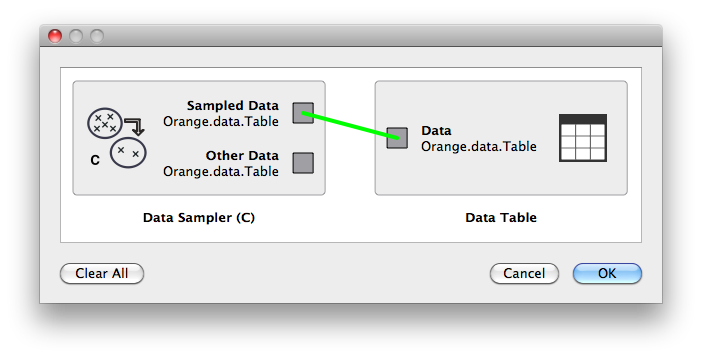 Sampled Data
Orange.data.Table
Other Data
Orange.data.Table
C
Data Sampler (C)
Data
Orange.data.Table
Data Table
Clear All
Cancel
OK